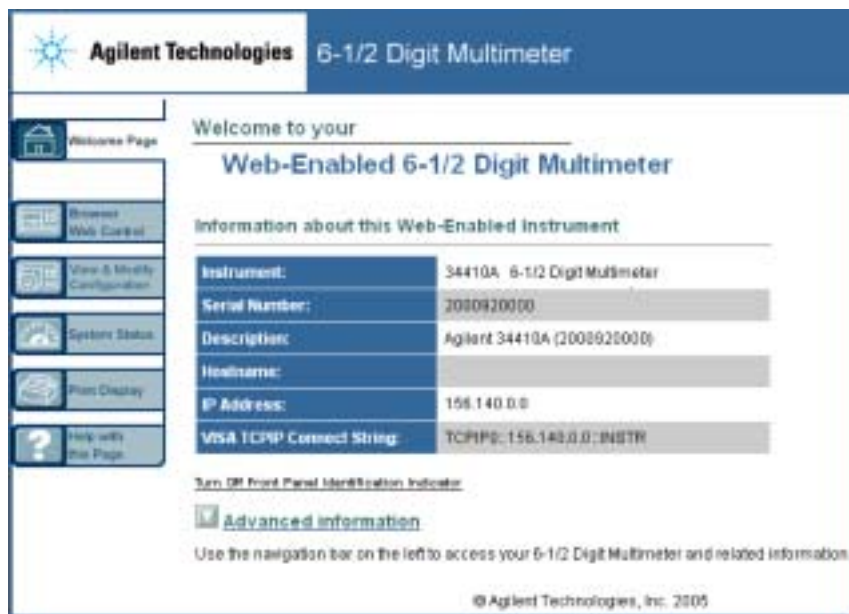 Agilent Technologies 6-1/2 Digit Multimeter
Welcome Page
Welcome to your
Web-Enabled 6-1/2 Digit Multimeter
Browser
Web Control
Information about this Web-Enabled Instrument
View & Modify
Configuration
Instrument: 34410A 6-1/2 Digit Multimeter
Serial Number: 2000920000
System Status
Description: Agilent 34410A (2000920000)
Hostname:
Print Display
IP Address: 156.140.0.0
Help with
this Page
VISA TCPIP Connect String: TCPIP0::156.140.0.0::INSTR
Turn Off Front Panel Identification Indicator
Advanced information
Use the navigation bar on the left to access your 6-1/2 Digit Multimeter and related information
© Agilent Technologies, Inc. 2005